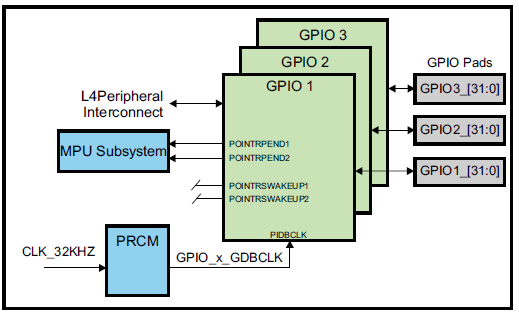 GPIO 3
GPIO 2
GPIO 1
GPIO Pads
GPIO3_[31:0]
GPIO2_[31:0]
GPIO1_[31:0]
L4Peripheral
Interconnect
MPU Subsystem
POINTRPEND1
POINTRPEND2
POINTRSWAKEUP1
POINTRSWAKEUP2
PIDBCLK
PRCM
CLK_32KHZ
GPIO_x_GDBCLK